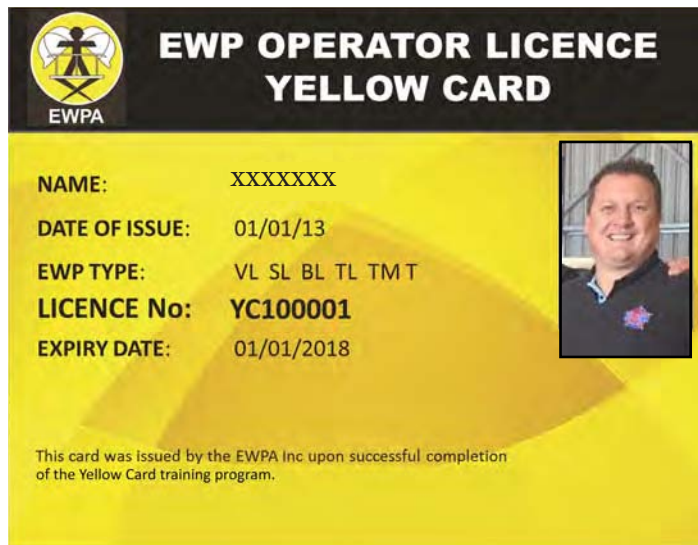 EWP OPERATOR LICENCE
YELLOW CARD
EWPA
NAME: XXXXXXX
DATE OF ISSUE: 01/01/13
EWP TYPE: VL SL BL TL TM T
LICENCE No: YC100001
EXPIRY DATE: 01/01/2018
This card was issued by the EWPA Inc upon successful completion
of the Yellow Card training program.